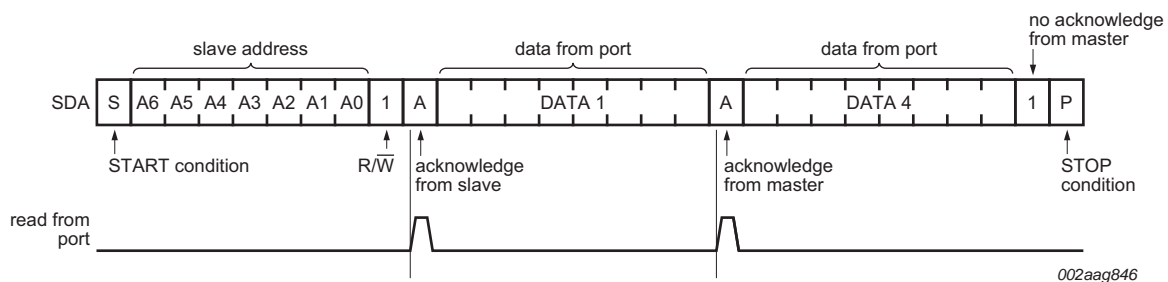 no acknowledge
from master
slave address
data from port
data from port
SDA
S
A6
A5
A4
A3
A2
A1
A0
1
A
DATA 1
A
DATA 4
1
P
START condition
R/W̅
acknowledge
from slave
acknowledge
from master
STOP
condition
read from
port
002aag846